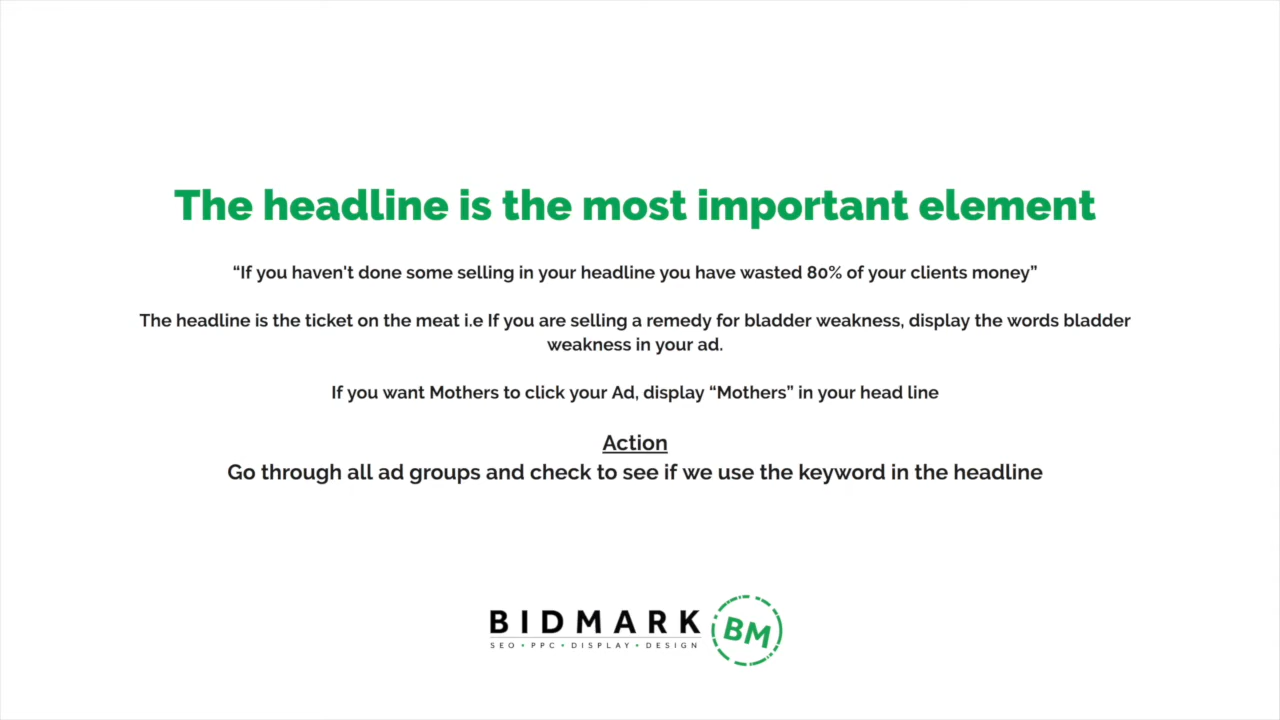 The headline is the most important element
“If you haven't done some selling in your headline you have wasted 80% of your clients money”
The headline is the ticket on the meat i.e If you are selling a remedy for bladder weakness, display the words bladder
weakness in your ad.
If you want Mothers to click your Ad, display “Mothers” in your head line
Action
Go through all ad groups and check to see if we use the keyword in the headline
BIDMARK
SEO • PPC • DISPLAY • DESIGN
BM